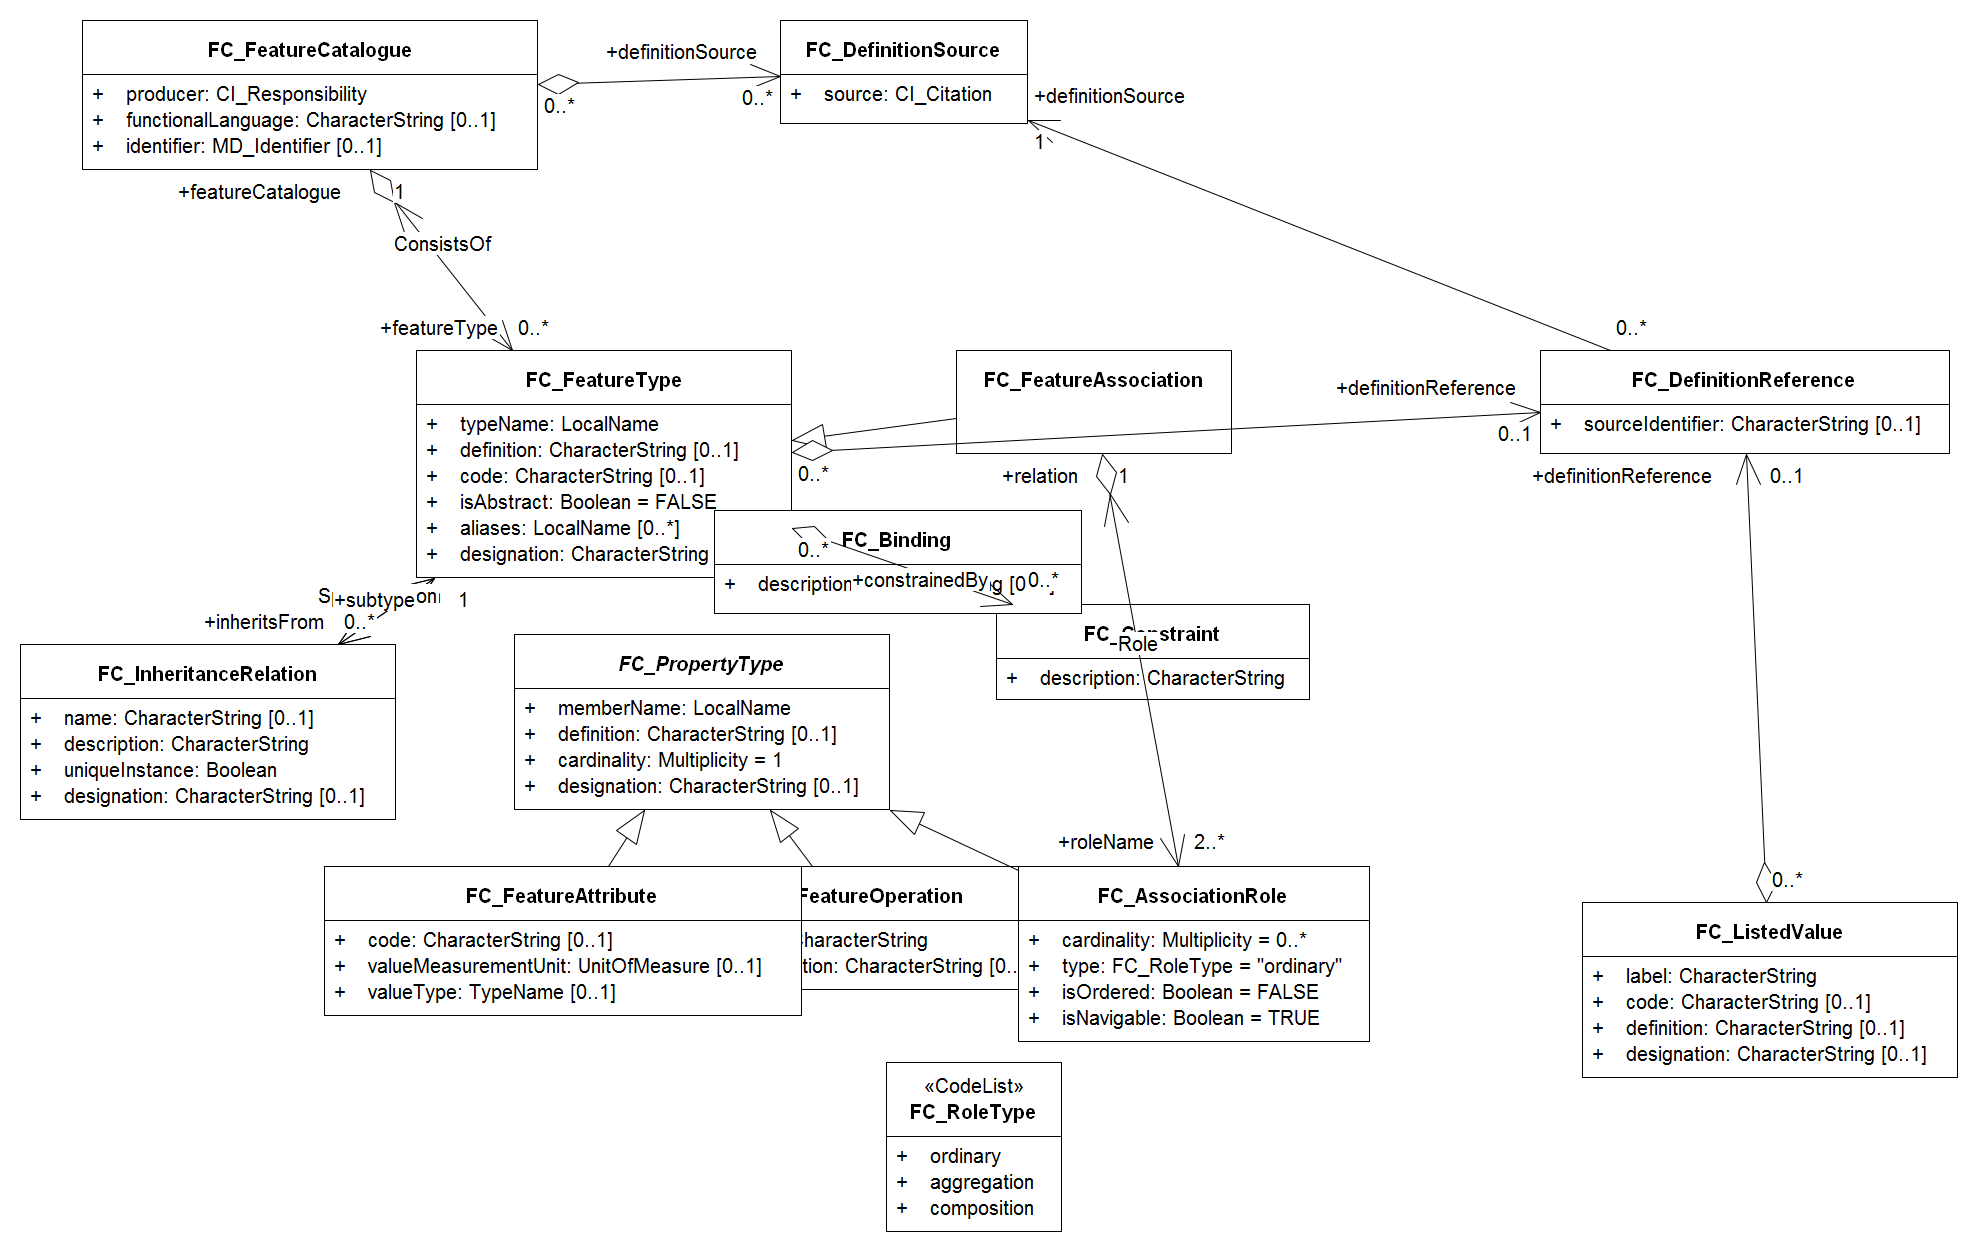 FC_FeatureCatalogue
+ producer: CI_Responsibility
+ functionalLanguage: CharacterString [0..1]
+ identifier: MD_Identifier [0..1]
+definitionSource
0..*
0..*
FC_DefinitionSource
+ source: CI_Citation
+definitionSource
1
+featureCatalogue
1
ConsistsOf
+featureType
0..*
0..*
FC_FeatureType
+ typeName: LocalName
+ definition: CharacterString [0..1]
+ code: CharacterString [0..1]
+ isAbstract: Boolean = FALSE
+ aliases: LocalName [0..*]
+ designation: CharacterString
FC_FeatureAssociation
+definitionReference
0..1
0..*
FC_DefinitionReference
+ sourceIdentifier: CharacterString [0..1]
+relation
1
+definitionReference
0..1
FC_Binding
0..*
+ description
+constrainedBy
0..*
+subtype
1
+inheritsFrom
0..*
FC_InheritanceRelation
+ name: CharacterString [0..1]
+ description: CharacterString
+ uniqueInstance: Boolean
+ designation: CharacterString [0..1]
FC_PropertyType
+ memberName: LocalName
+ definition: CharacterString [0..1]
+ cardinality: Multiplicity = 1
+ designation: CharacterString [0..1]
FC_Constraint
Role
+ description: CharacterString
+roleName
2..*
FC_FeatureAttribute
+ code: CharacterString [0..1]
+ valueMeasurementUnit: UnitOfMeasure [0..1]
+ valueType: TypeName [0..1]
FeatureOperation
haracterString
tion: CharacterString [0..
FC_AssociationRole
+ cardinality: Multiplicity = 0..*
+ type: FC_RoleType = "ordinary"
+ isOrdered: Boolean = FALSE
+ isNavigable: Boolean = TRUE
0..*
FC_ListedValue
+ label: CharacterString
+ code: CharacterString [0..1]
+ definition: CharacterString [0..1]
+ designation: CharacterString [0..1]
«CodeList»
FC_RoleType
+ ordinary
+ aggregation
+ composition